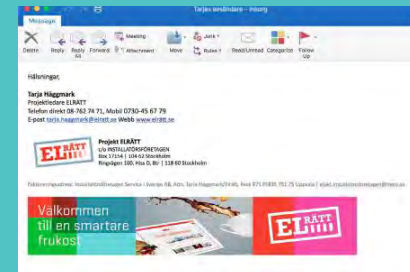 Message
Delete
Reply
Reply All
Forward
Meeting
Attachment
Move
Junk
Rules
Read/Unread
Categorize
Follow Up
Hälsningar,
Tarja Häggmark
Projektledare ELRÄTT
Telefon direkt 08-762 74 71, Mobil 0730-45 67 79
E-post tarja.haggmark@elratt.se Webb www.elratt.se
ELRÄTT
Projekt ELRÄTT
c/o INSTALLATÖRSFÖRETAGEN
Box 17154 | 104 62 Stockholm
Ringvägen 100, Hiss D, 8V | 118 60 Stockholm
Välkommen
till en smartare
frukost
ELRÄTT